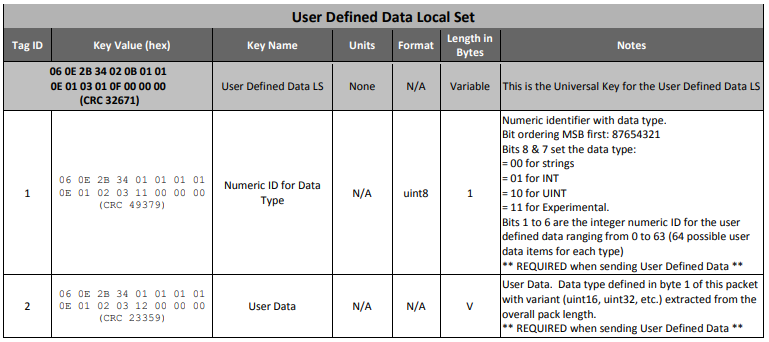 User Defined Data Local Set
Tag ID
Key Value (hex)
Key Name
Units
Format
Length in
Bytes
Notes
06 0E 2B 34 02 0B 01 01
0E 01 03 01 0F 00 00 00
(CRC 32671)
User Defined Data LS
None
N/A
Variable
This is the Universal Key for the User Defined Data LS
1
06 0E 2B 34 01 01 01 01
0E 01 02 03 11 00 00 00
(CRC 49379)
Numeric ID for Data
Type
N/A
uint8
1
Numeric identifier with data type.
Bit ordering MSB first: 87654321
Bits 8 & 7 set the data type:
= 00 for strings
= 01 for INT
= 10 for UINT
= 11 for Experimental.
Bits 1 to 6 are the integer numeric ID for the user
defined data ranging from 0 to 63 (64 possible user
data items for each type)
** REQUIRED when sending User Defined Data **
2
06 0E 2B 34 01 01 01 01
0E 01 02 03 12 00 00 00
(CRC 23359)
User Data
N/A
N/A
V
User Data. Data type defined in byte 1 of this packet
with variant (uint16, uint32, etc.) extracted from the
overall pack length.
** REQUIRED when sending User Defined Data **